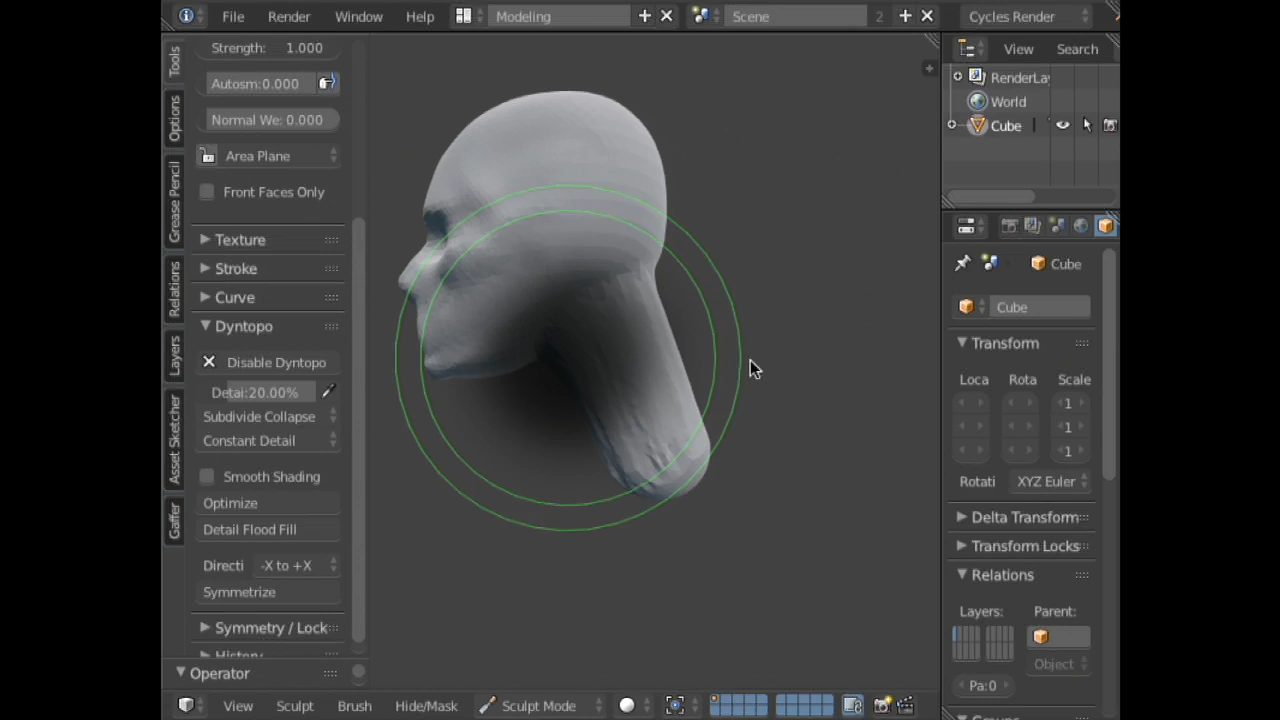 File Render Window Help Modeling Scene 2 Cycles Render
Tools
Options
Grease Pencil
Relations
Layers
Asset Sketcher
Gaffer
Strength: 1.000
Autosm:0.000
Normal We: 0.000
Area Plane
Front Faces Only
Texture
Stroke
Curve
Dyntopo
Disable Dyntopo
Detai:20.00%
Subdivide Collapse
Constant Detail
Smooth Shading
Optimize
Detail Flood Fill
Directi -X to +X
Symmetrize
Symmetry / Lock
Operator
View Sculpt Brush Hide/Mask Sculpt Mode
View Search
RenderLa
World
Cube
Cube
Cube
Transform
Loca Rota Scale
1
1
1
Rotati XYZ Euler
Delta Transform
Transform Locks
Relations
Layers: Parent:
Object
Pa:0